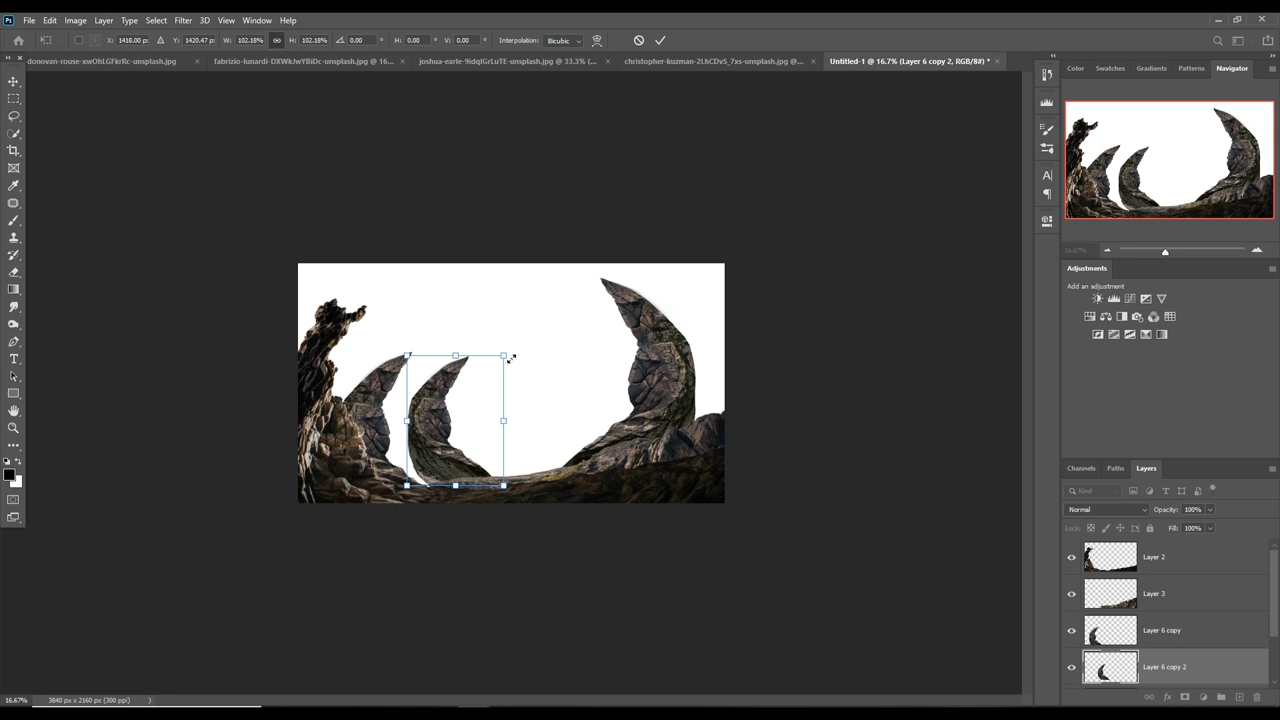 Ps File Edit Image Layer Type Select Filter 3D View Window Help
X: 1418.00 px Y: 1420.47 px W: 102.18% H: 102.18% 0.00 ° H: 0.00 ° V: 0.00 ° Interpolation: Bicubic
donovan-rouse-xwOhLGFkrRc-unsplash.jpg × fabrizio-lunardi-DXWkJwYBiDc-unsplash.jpg @ 16... × joshua-earle-9idqIGrLuTE-unsplash.jpg @ 33.3% (... × christopher-kuzman-2LhCDvS_7xs-unsplash.jpg @... × Untitled-1 @ 16.7% (Layer 6 copy 2, RGB/8#) * ×
Color Swatches Gradients Patterns Navigator
16.67%
Adjustments
Add an adjustment
Channels Paths Layers
Kind
Normal Opacity: 100%
Lock: Fill: 100%
Layer 2
Layer 3
Layer 6 copy
Layer 6 copy 2
fx
16.67% 3840 px x 2160 px (300 ppi)